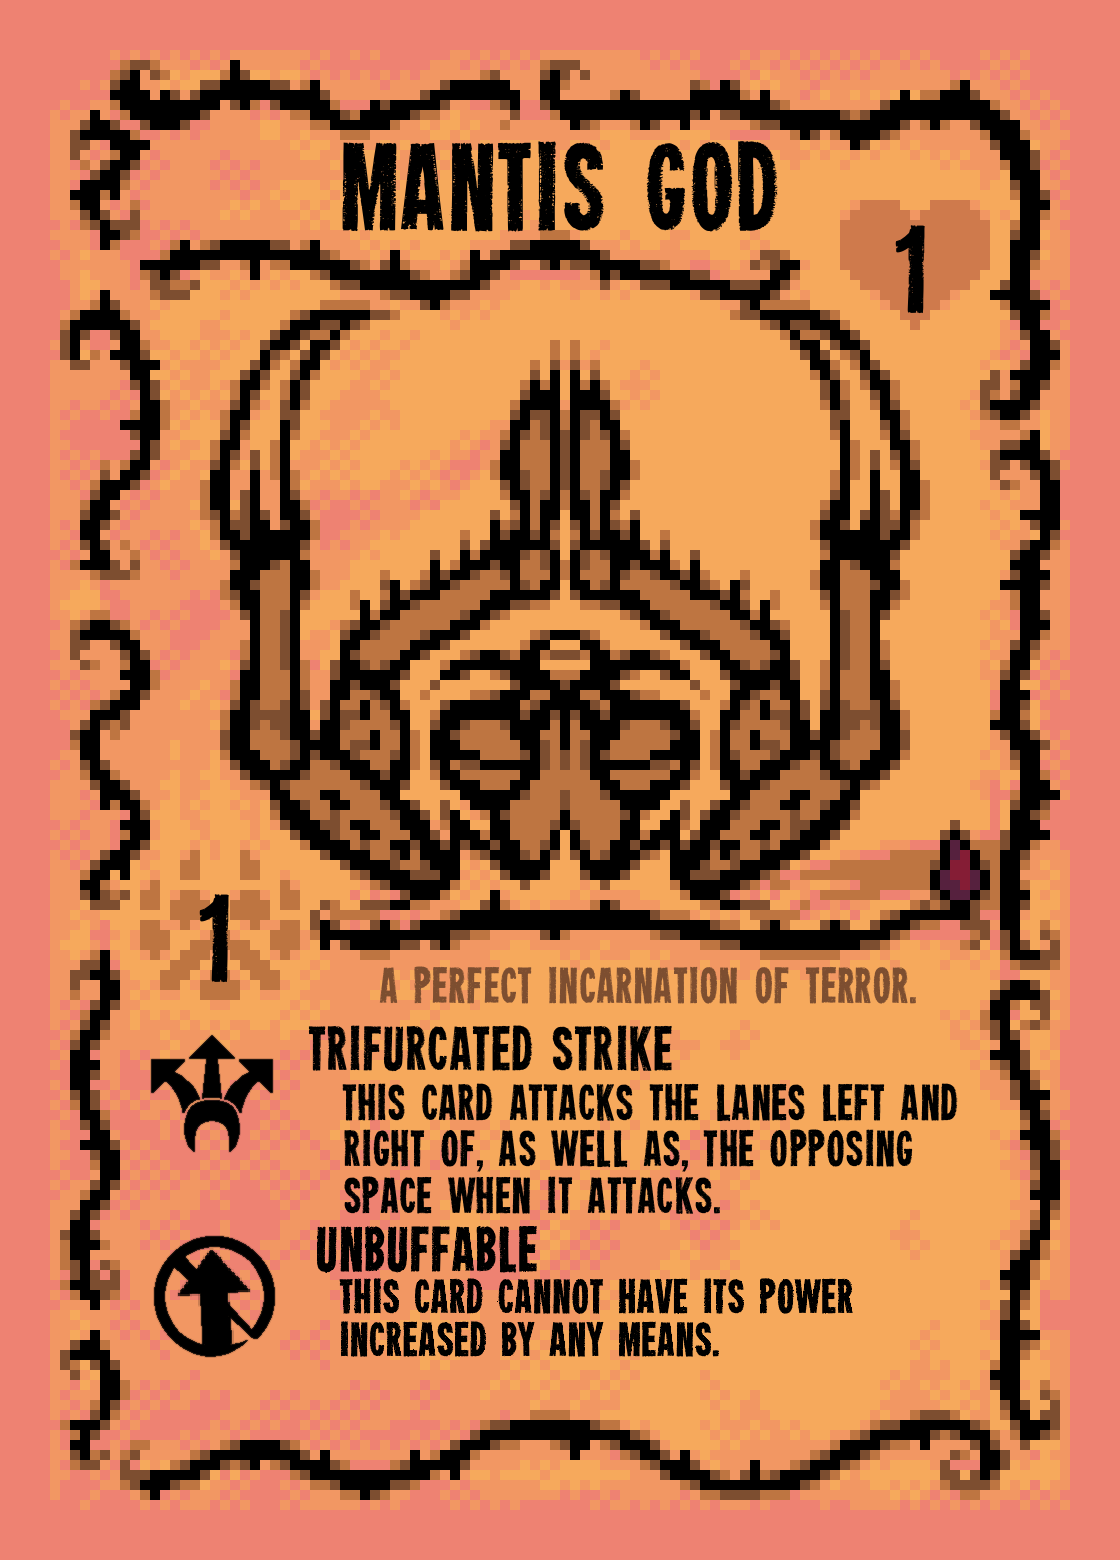 MANTIS GOD
1
1
A PERFECT INCARNATION OF TERROR.
TRIFURCATED STRIKE
THIS CARD ATTACKS THE LANES LEFT AND
RIGHT OF, AS WELL AS, THE OPPOSING
SPACE WHEN IT ATTACKS.
UNBUFFABLE
THIS CARD CANNOT HAVE ITS POWER
INCREASED BY ANY MEANS.